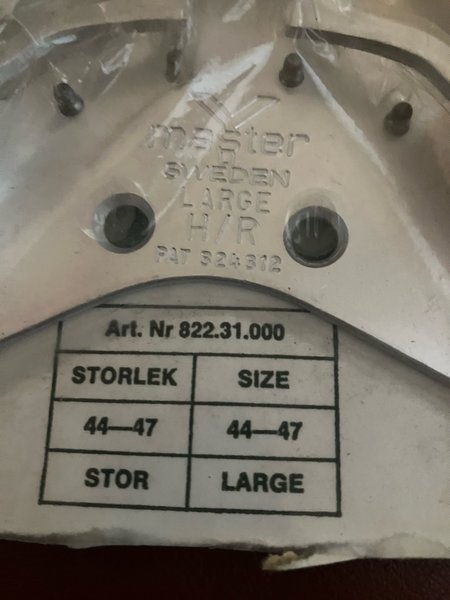 master
SWEDEN
LARGE
H/R
PAT 324312
Art. Nr 822.31.000
STORLEK SIZE
44—47 44—47
STOR LARGE